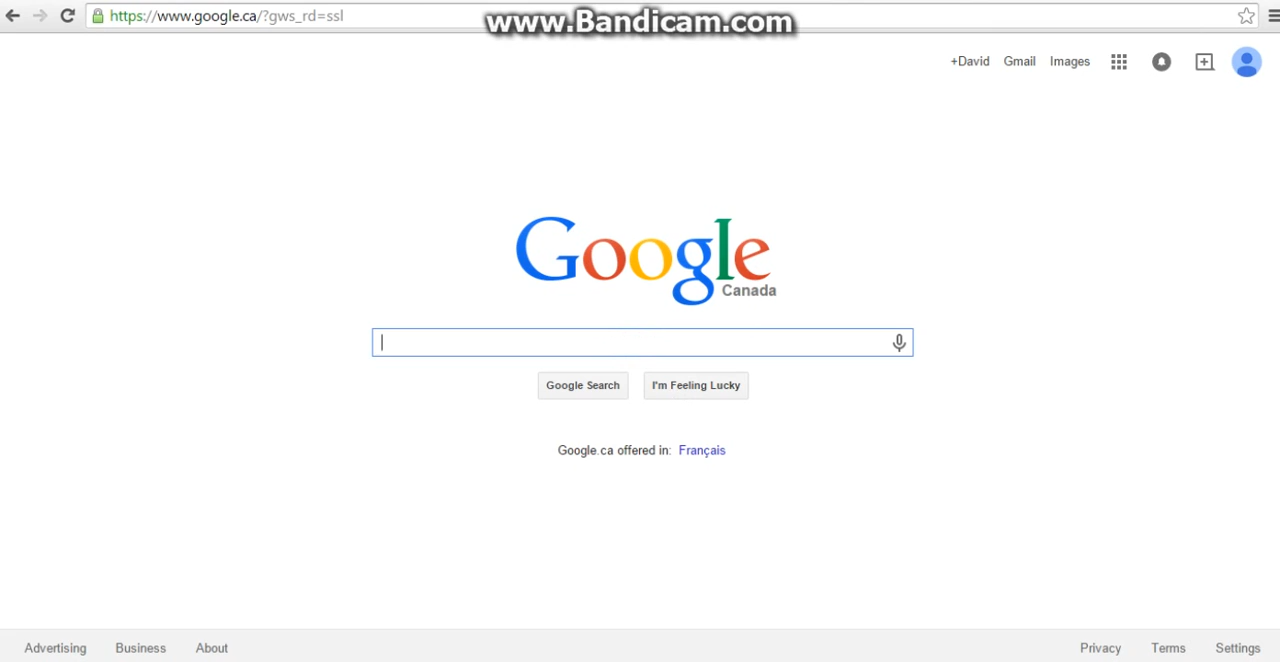 https://www.google.ca/?gws_rd=ssl
www.Bandicam.com
+David Gmail Images
Google
Canada
Google Search I'm Feeling Lucky
Google.ca offered in: Français
Advertising Business About Privacy Terms Settings